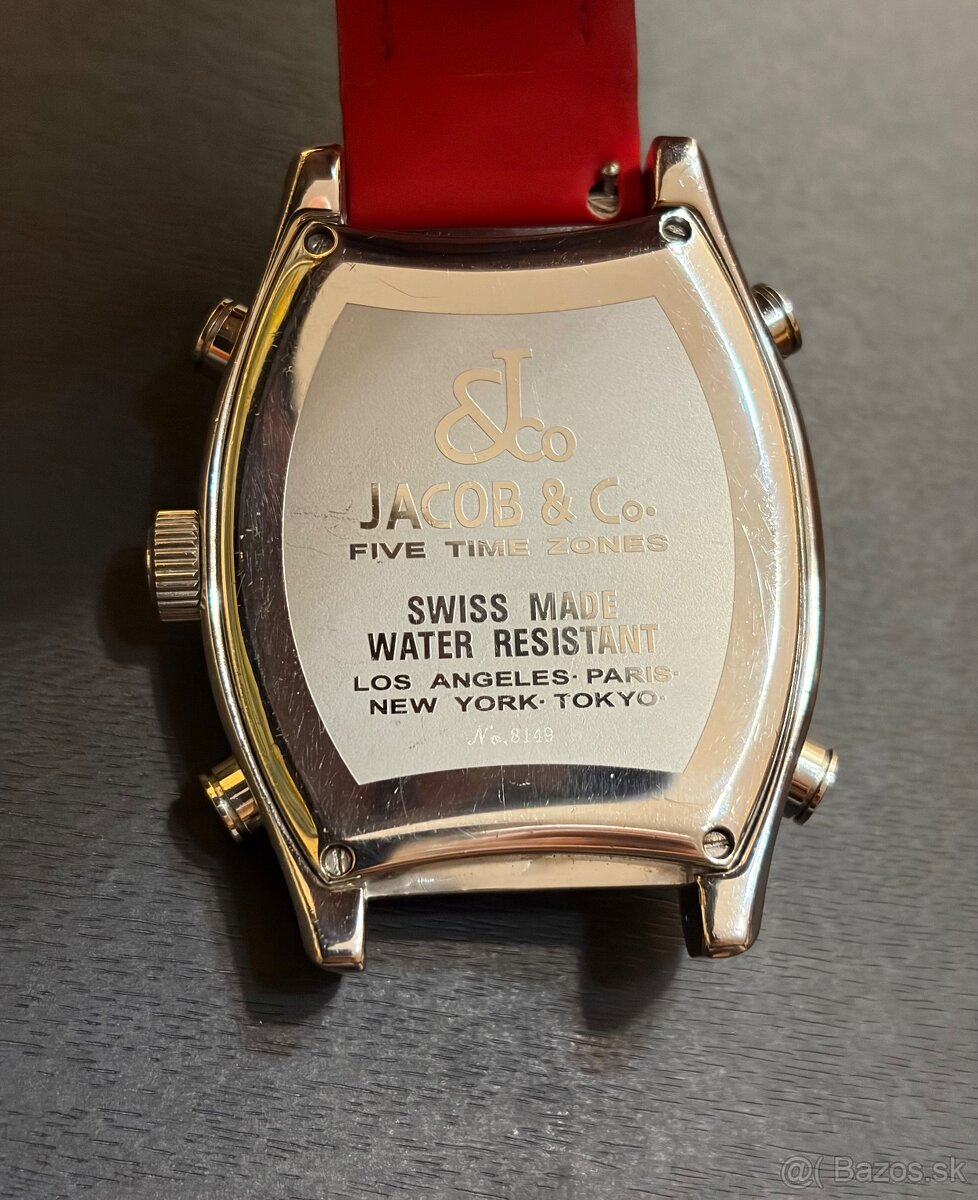 J&Co
JACOB & Co.
FIVE TIME ZONES
SWISS MADE
WATER RESISTANT
LOS ANGELES· PARIS·
NEW YORK· TOKYO·
No. 8149
@( Bazos.sk